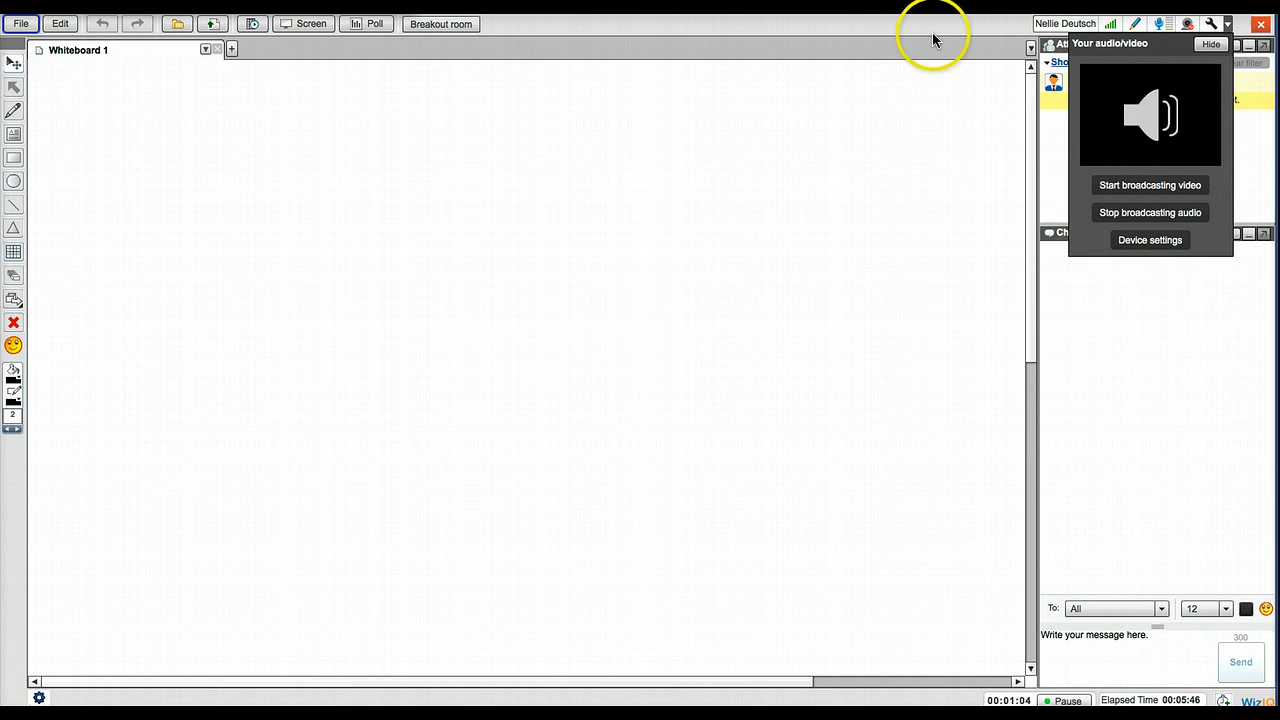 File Edit Screen Poll Breakout room Nellie Deutsch
Whiteboard 1
Your audio/video Hide
Start broadcasting video
Stop broadcasting audio
Device settings
2
To: All 12
Write your message here.
300
Send
00:01:04 Pause Elapsed Time 00:05:46